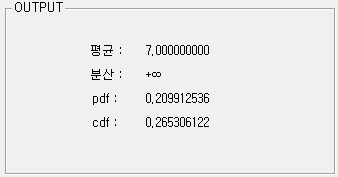 OUTPUT
평균 : 7,000000000
분산 : +∞
pdf : 0,209912536
cdf : 0,265306122